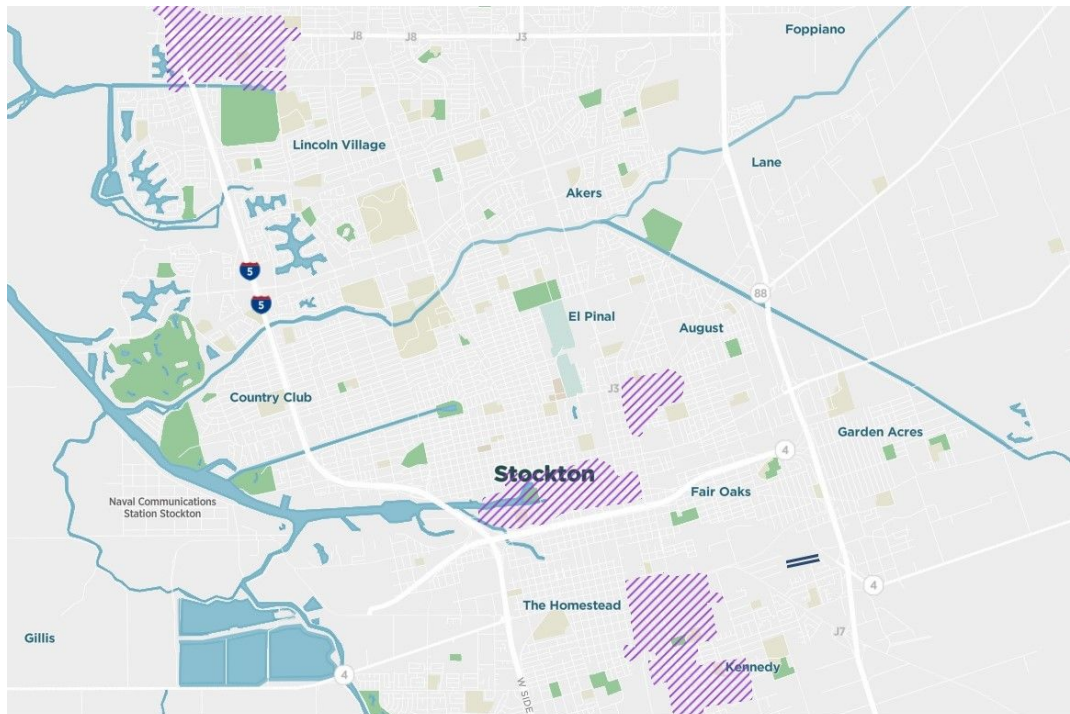 Foppiano
J8
J8
J3
Lincoln Village
Lane
Akers
5
88
5
El Pinal
August
J3
Country Club
Garden Acres
4
Stockton
Fair Oaks
Naval Communications
Station Stockton
4
The Homestead
J7
Gillis
Kennedy
4
W SIDE